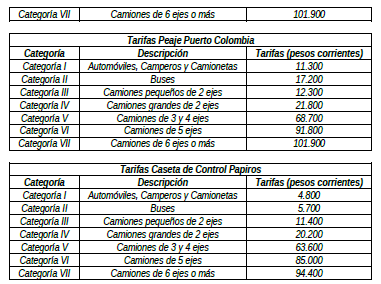 Categoría VII Camiones de 6 ejes o más 101.900
Tarifas Peaje Puerto Colombia
Categoría Descripción Tarifas (pesos corrientes)
Categoría I Automóviles, Camperos y Camionetas 11.300
Categoría II Buses 17.200
Categoría III Camiones pequeños de 2 ejes 12.300
Categoría IV Camiones grandes de 2 ejes 21.800
Categoría V Camiones de 3 y 4 ejes 68.700
Categoría VI Camiones de 5 ejes 91.800
Categoría VII Camiones de 6 ejes o más 101.900
Tarifas Caseta de Control Papiros
Categoría Descripción Tarifas (pesos corrientes)
Categoría I Automóviles, Camperos y Camionetas 4.800
Categoría II Buses 5.700
Categoría III Camiones pequeños de 2 ejes 11.400
Categoría IV Camiones grandes de 2 ejes 20.200
Categoría V Camiones de 3 y 4 ejes 63.600
Categoría VI Camiones de 5 ejes 85.000
Categoría VII Camiones de 6 ejes o más 94.400